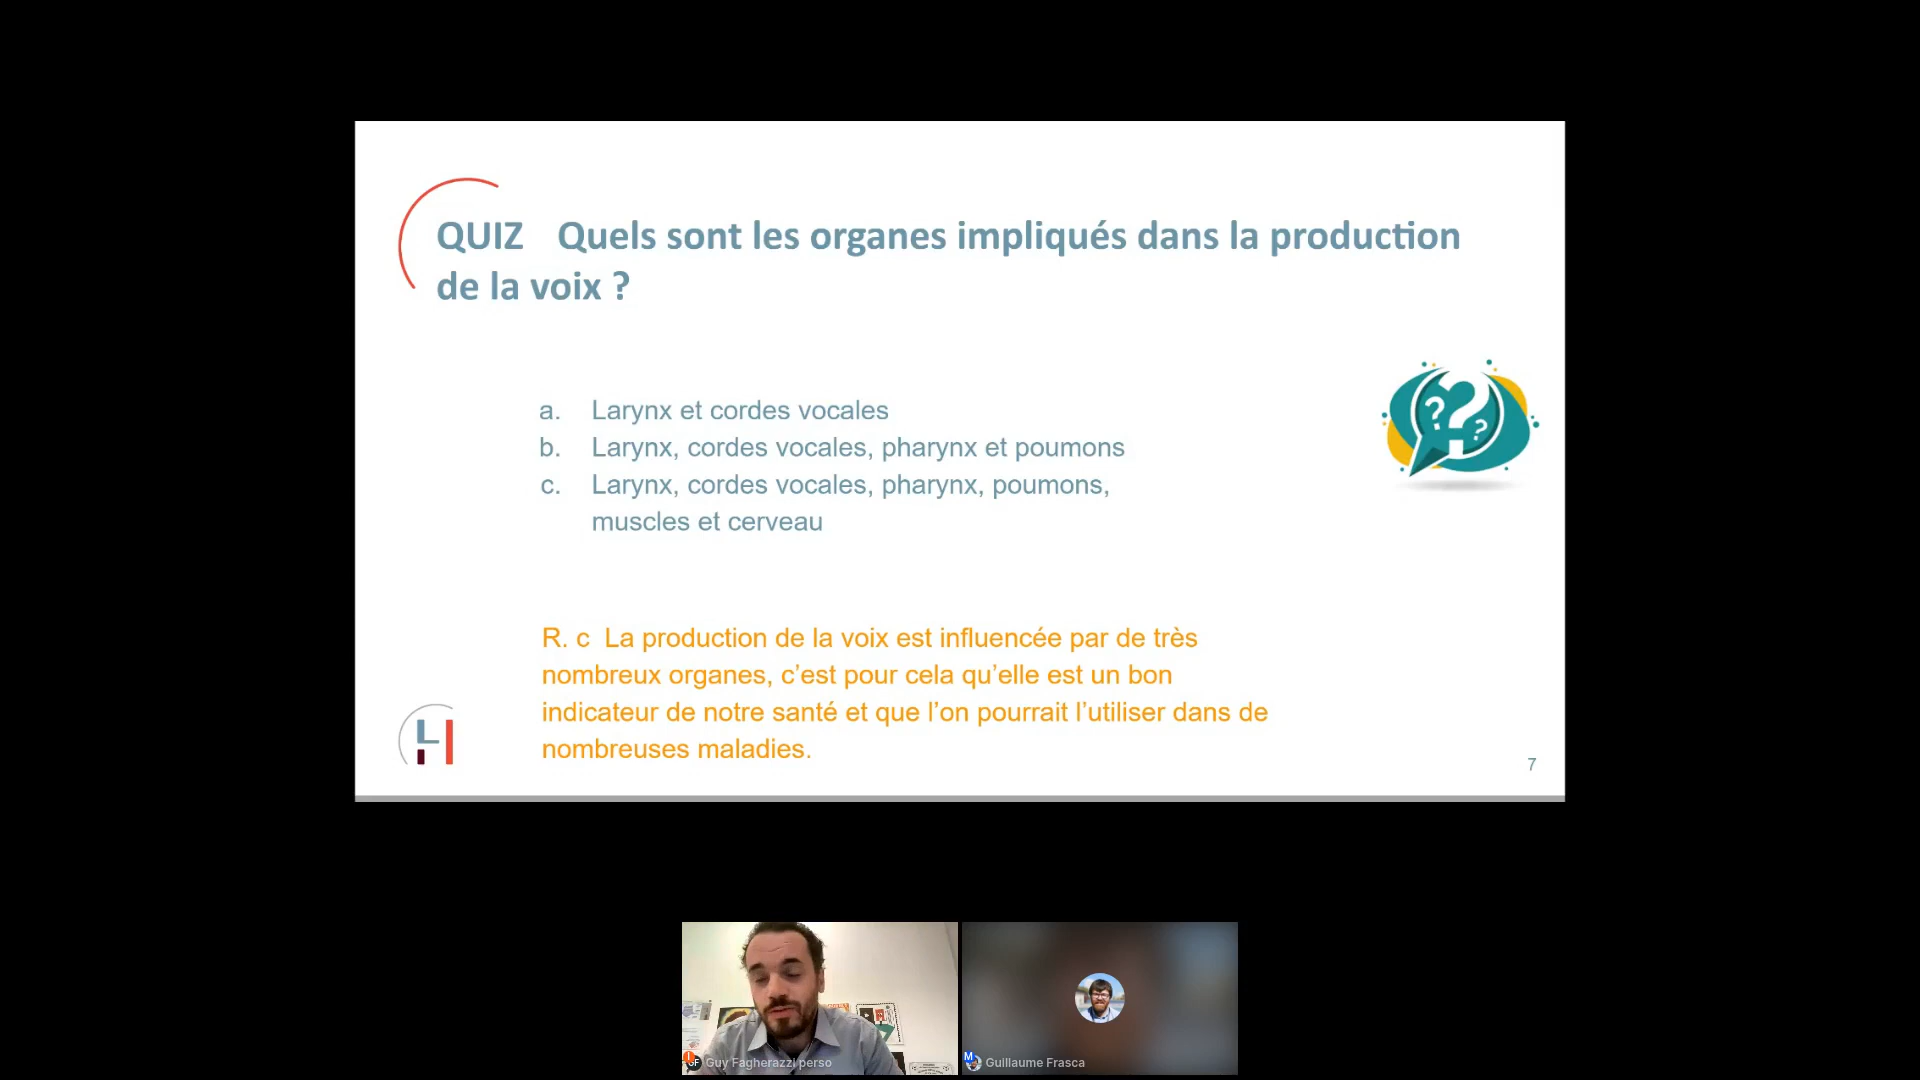 QUIZ Quels sont les organes impliqués dans la production
de la voix ?
a. Larynx et cordes vocales
b. Larynx, cordes vocales, pharynx et poumons
c. Larynx, cordes vocales, pharynx, poumons,
muscles et cerveau
R. c La production de la voix est influencée par de très
nombreux organes, c’est pour cela qu’elle est un bon
indicateur de notre santé et que l’on pourrait l’utiliser dans de
nombreuses maladies.
7
GF Guy Fagherazzi perso
M Guillaume Frasca